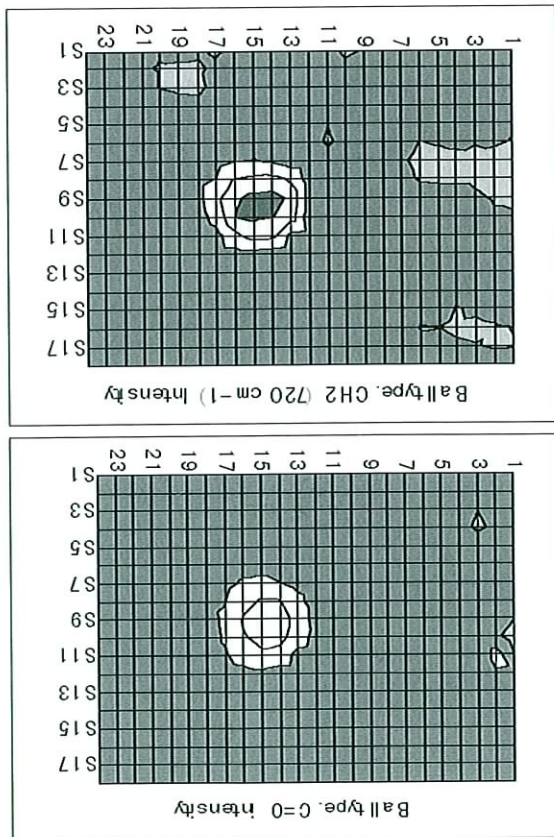 Ball type. C=O intensity
S17
S15
S13
S11
S9
S7
S5
S3
S1
1 3 5 7 9 11 13 15 17 19 21 23
Ball type. CH2 (720 cm-1) Intensity
S17
S15
S13
S11
S9
S7
S5
S3
S1
1 3 5 7 9 11 13 15 17 19 21 23